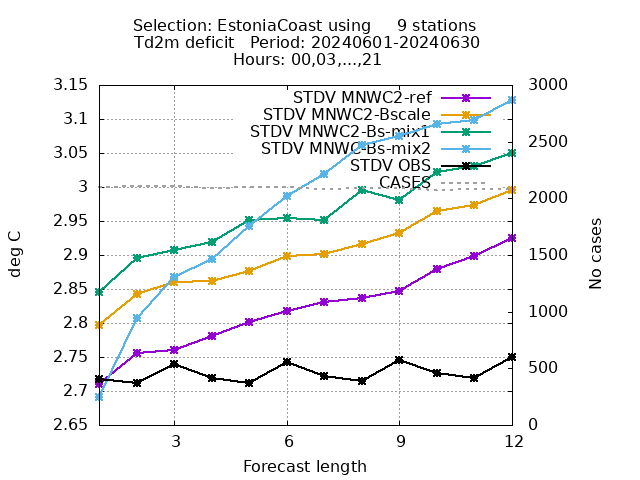 Selection: EstoniaCoast using 9 stations
Td2m deficit Period: 20240601-20240630
Hours: 00,03,...,21
3.15
3.1
3.05
3
2.95
2.9
2.85
2.8
2.75
2.7
2.65
deg C
STDV MNWC2-ref
STDV MNWC2-Bscale
STDV MNWC2-Bs-mix1
STDV MNWC-Bs-mix2
STDV OBS
CASES
3000
2500
2000
1500
1000
500
0
No cases
3 6 9 12
Forecast length